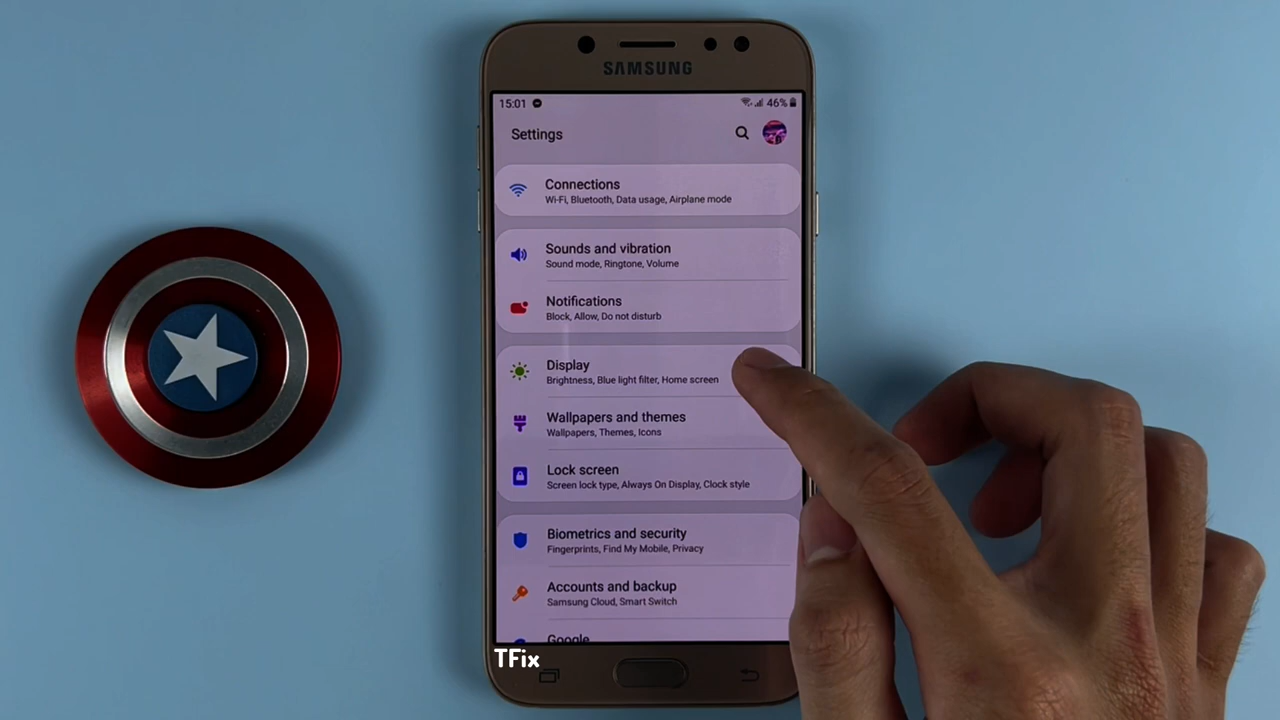 SAMSUNG
15:01 46%
Settings
Connections
Wi-Fi, Bluetooth, Data usage, Airplane mode
Sounds and vibration
Sound mode, Ringtone, Volume
Notifications
Block, Allow, Do not disturb
Display
Brightness, Blue light filter, Home screen
Wallpapers and themes
Wallpapers, Themes, Icons
Lock screen
Screen lock type, Always On Display, Clock style
Biometrics and security
Fingerprints, Find My Mobile, Privacy
Accounts and backup
Samsung Cloud, Smart Switch
Google
TFix